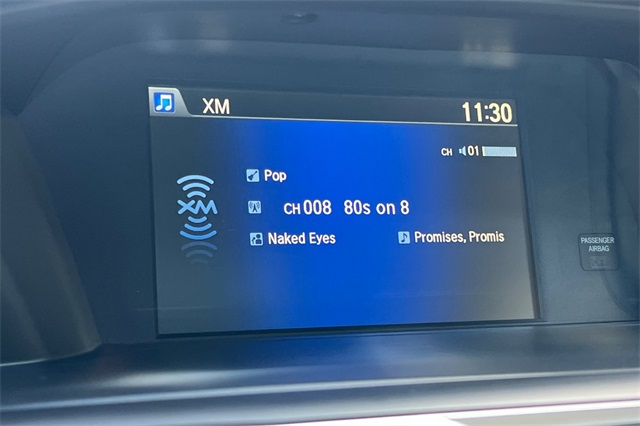 XM 11:30
CH 01
Pop
XM
CH 008 80s on 8
Naked Eyes Promises, Promis
PASSENGER
AIRBAG